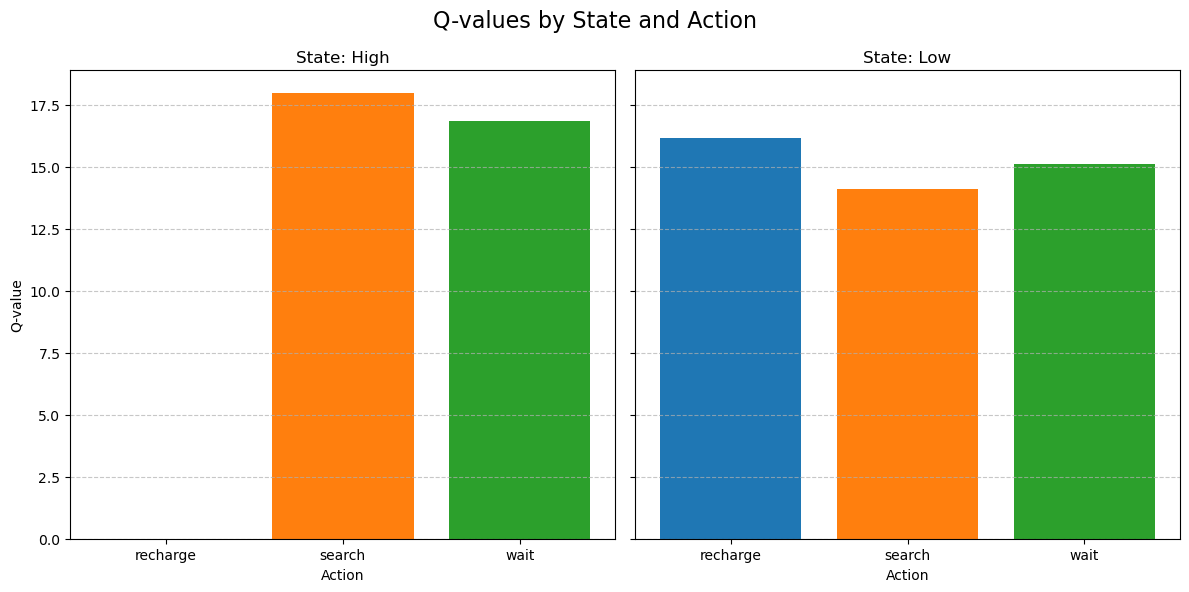 Q-values by State and Action
State: High
State: Low
Q-value
17.5
15.0
12.5
10.0
7.5
5.0
2.5
0.0
recharge search wait
Action
recharge search wait
Action